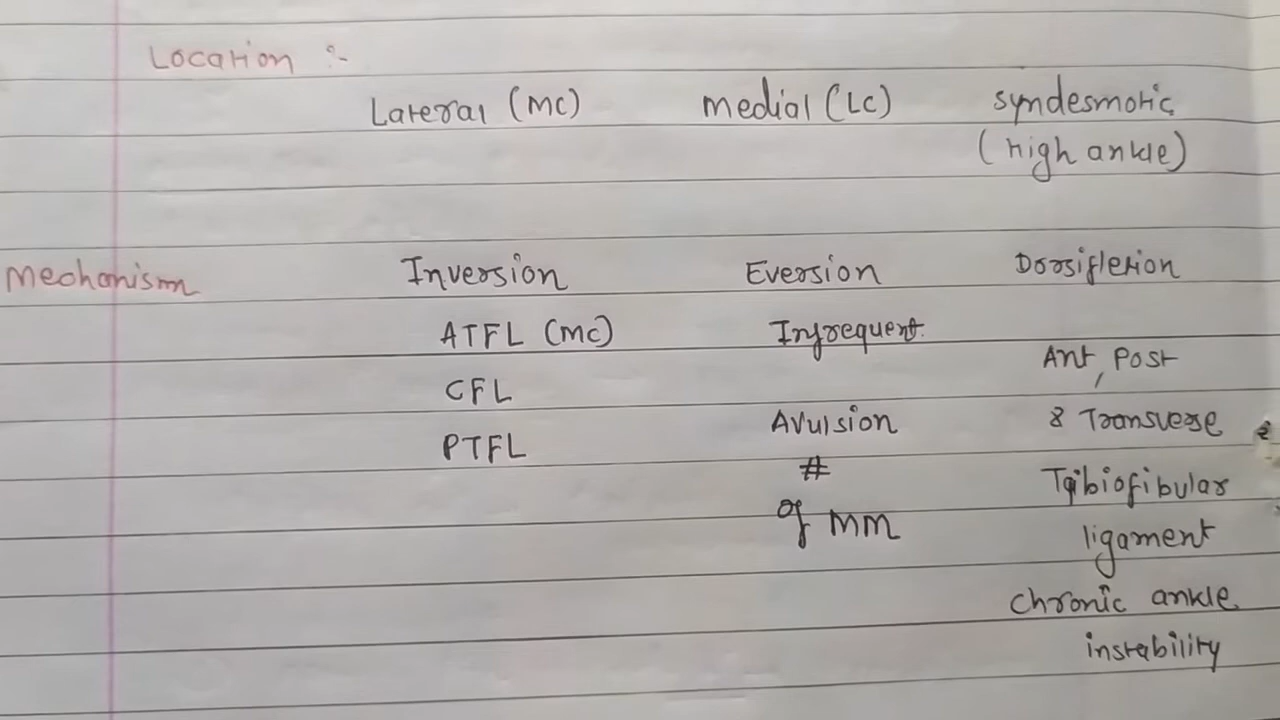 Location :-
Lateral (MC) medial (LC) syndesmotic
(high ankle)
Mechanism Inversion Eversion Dorsiflexion
ATFL (MC) Infrequent.
Ant, Post
CFL
Avulsion & Transverse
PTFL #
Tibiofibular
of mm
ligament
chronic ankle
instability